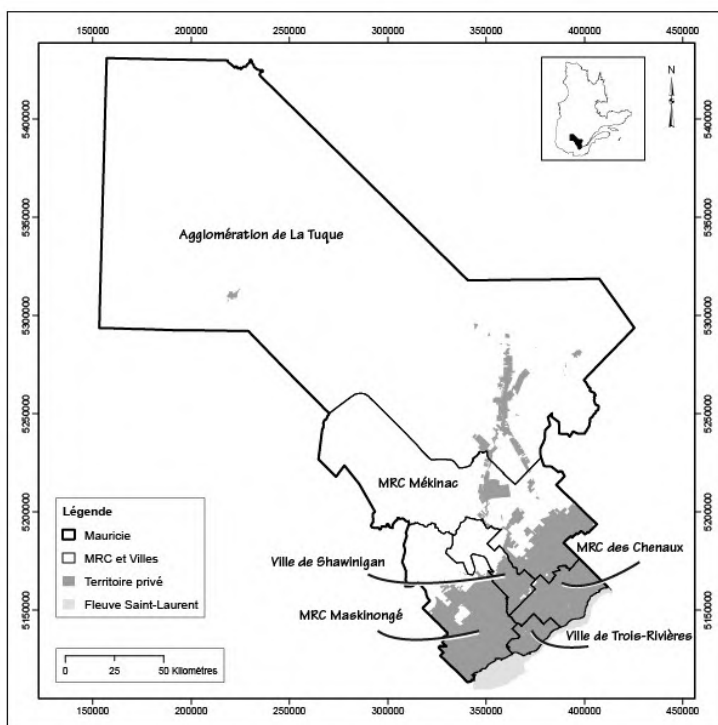 150000 200000 250000 300000 350000 400000 450000
N
5400000
5400000
Agglomération de La Tuque
5350000
5350000
5300000
5300000
5250000
5250000
MRC Mékinac
5200000
5200000
Légende
Mauricie
MRC et Villes
Territoire privé
Fleuve Saint-Laurent
MRC des Chenaux
Ville de Shawinigan
5150000
5150000
MRC Maskinongé
Ville de Trois-Rivières
0 25 50 Kilomètres
150000 200000 250000 300000 350000 400000 450000